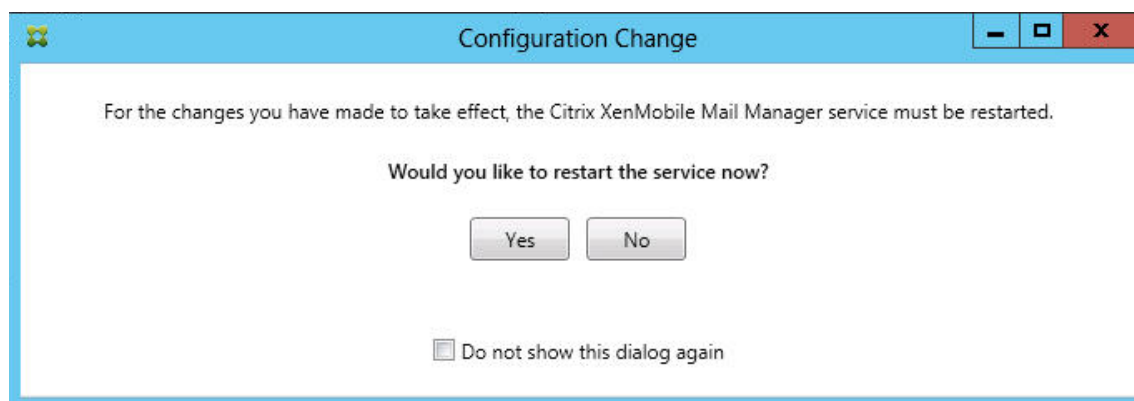 Configuration Change
For the changes you have made to take effect, the Citrix XenMobile Mail Manager service must be restarted.
Would you like to restart the service now?
Yes No
Do not show this dialog again